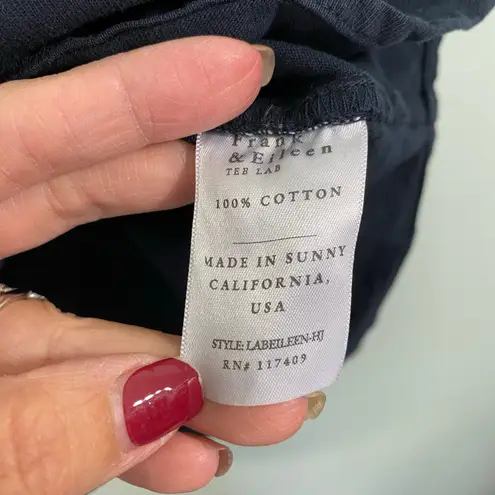 Frank
& Eileen
TEE LAB
100% COTTON
MADE IN SUNNY
CALIFORNIA,
USA
STYLE: LABEILEEN-HJ
RN# 117409